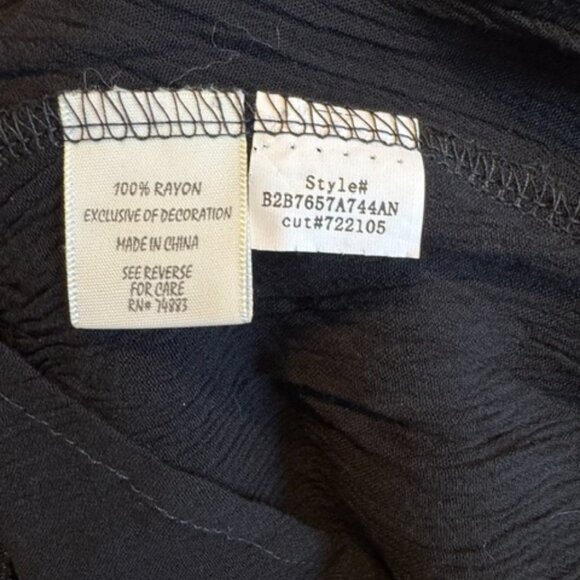 100% RAYON
EXCLUSIVE OF DECORATION
MADE IN CHINA
SEE REVERSE
FOR CARE
RN# 74883
Style#
B2B7657A744AN
cut#722105